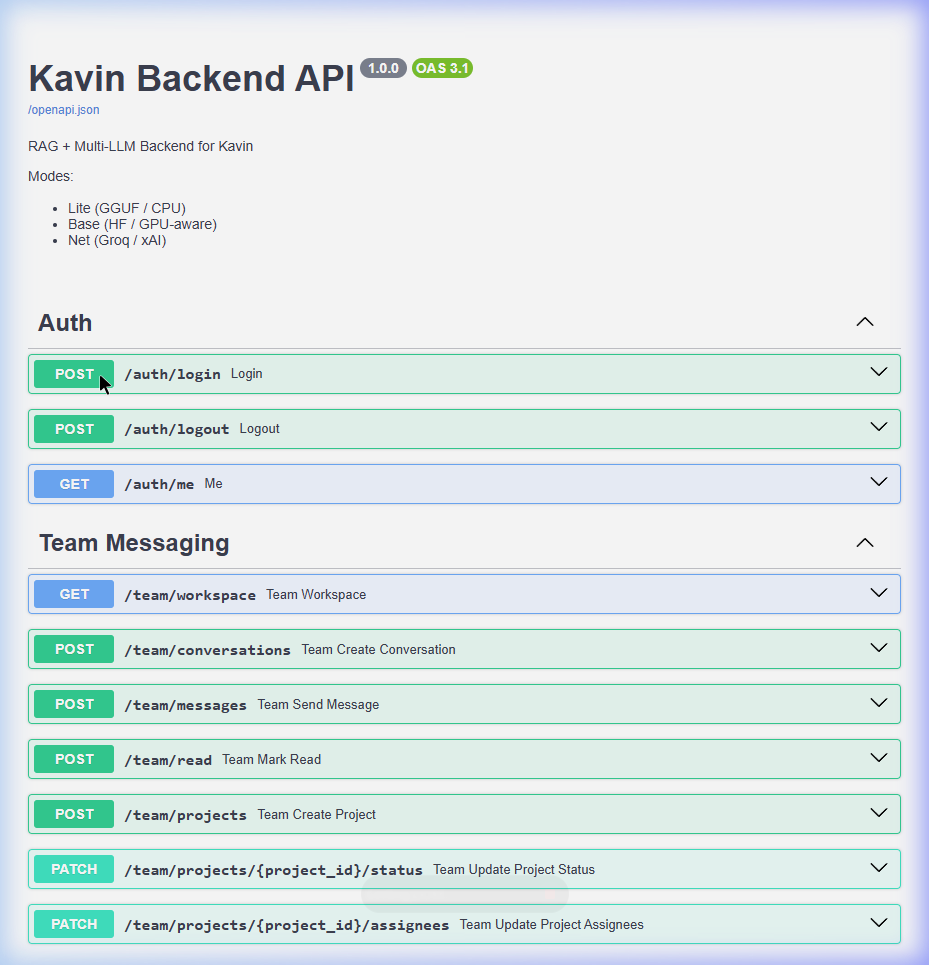 Kavin Backend API 1.0.0 OAS 3.1
/openapi.json
RAG + Multi-LLM Backend for Kavin
Modes:
Lite (GGUF / CPU)
Base (HF / GPU-aware)
Net (Groq / xAI)
Auth
POST /auth/login Login
POST /auth/logout Logout
GET /auth/me Me
Team Messaging
GET /team/workspace Team Workspace
POST /team/conversations Team Create Conversation
POST /team/messages Team Send Message
POST /team/read Team Mark Read
POST /team/projects Team Create Project
PATCH /team/projects/{project_id}/status Team Update Project Status
PATCH /team/projects/{project_id}/assignees Team Update Project Assignees